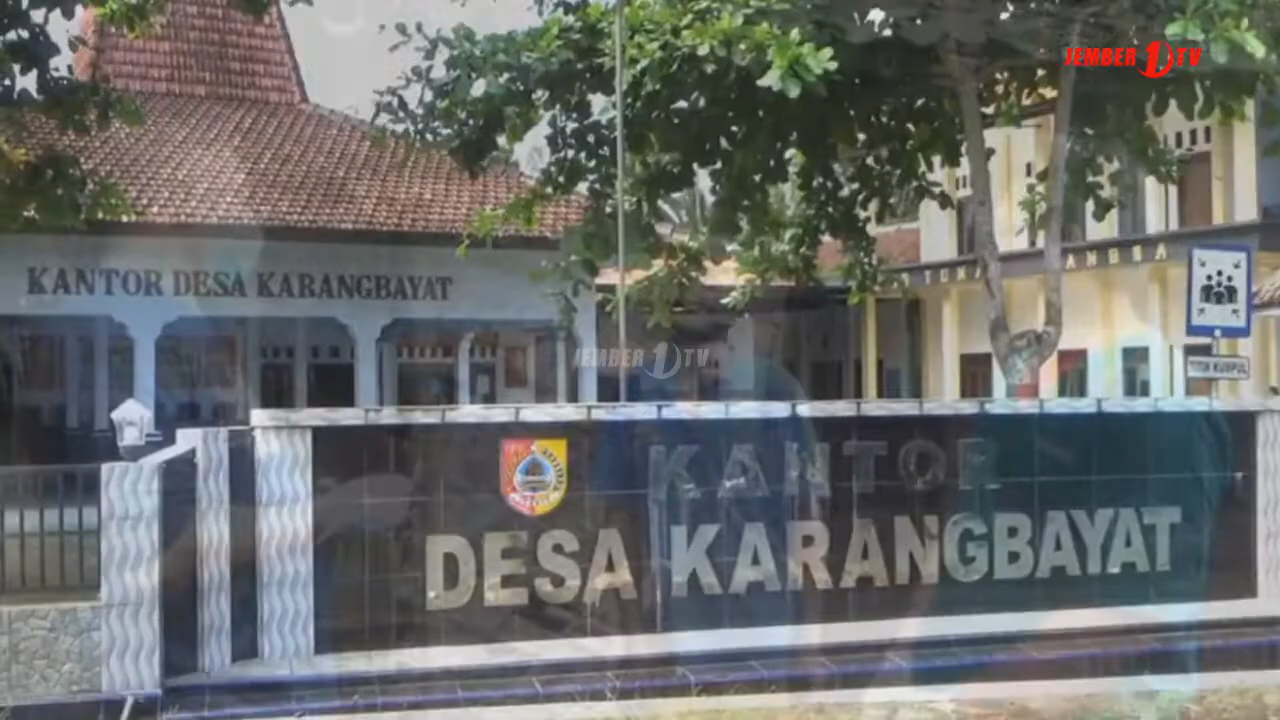 JEMBER 1 TV
KANTOR DESA KARANGBAYAT
JEMBER 1 TV
TITIK KUMPUL
KANTOR
DESA KARANGBAYAT